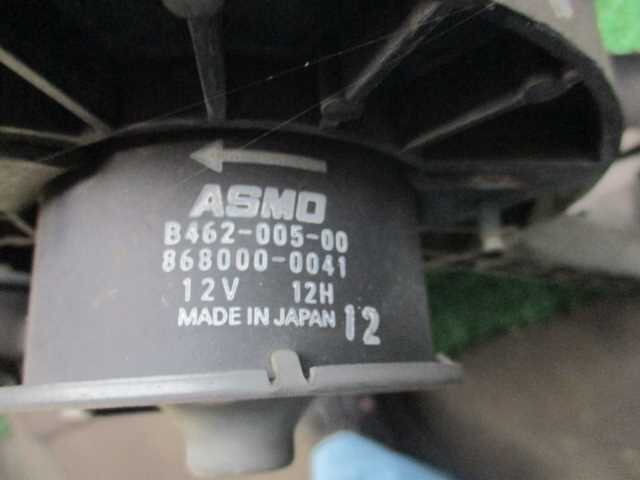 ASMO
B462-005-00
868000-0041
12V 12H
MADE IN JAPAN 12